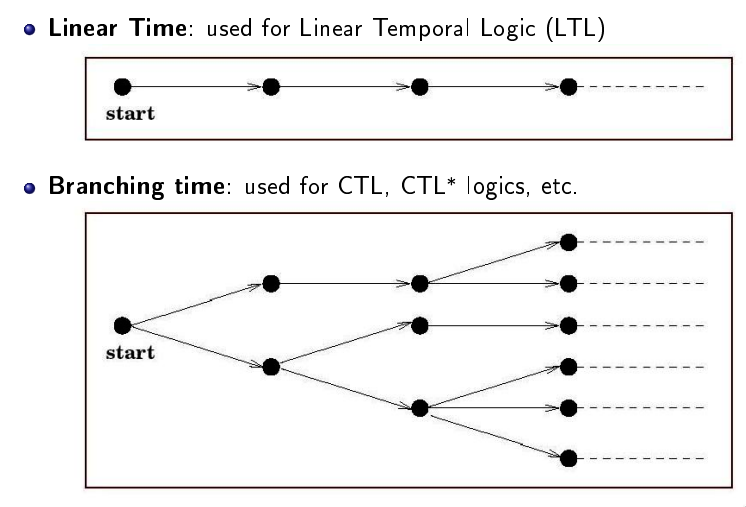 Linear Time: used for Linear Temporal Logic (LTL)
start
Branching time: used for CTL, CTL* logics, etc.
start